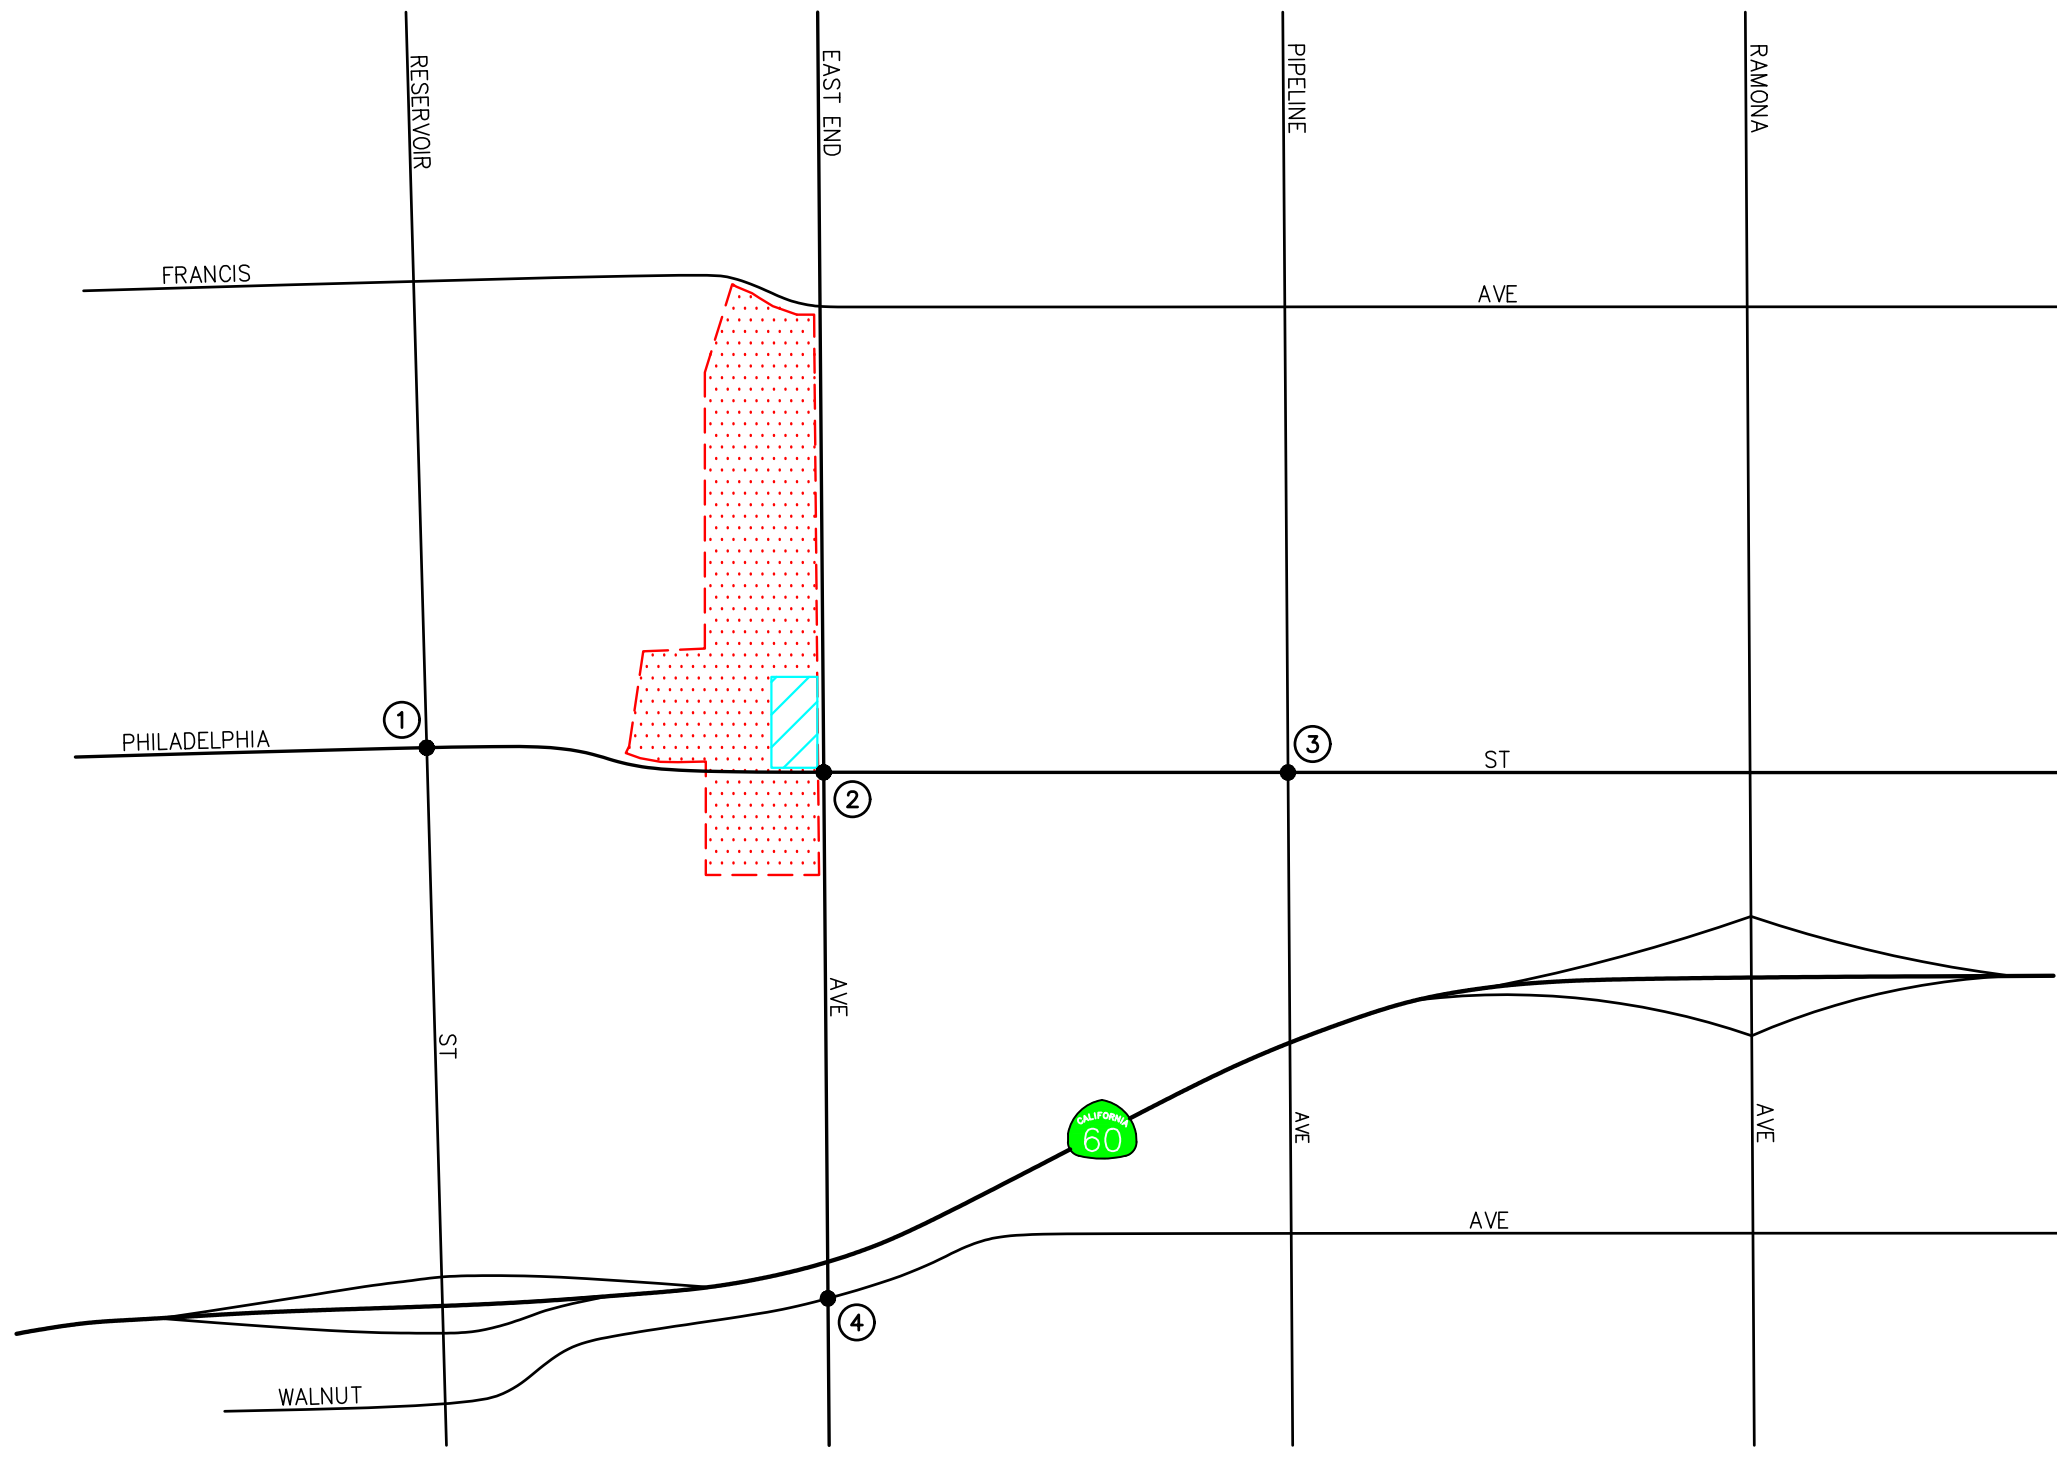 RESERVOIR
EAST END
PIPELINE
RAMONA
FRANCIS
AVE
1
PHILADELPHIA
3
ST
2
AVE
ST
CALIFORNIA
60
AVE
AVE
AVE
4
WALNUT